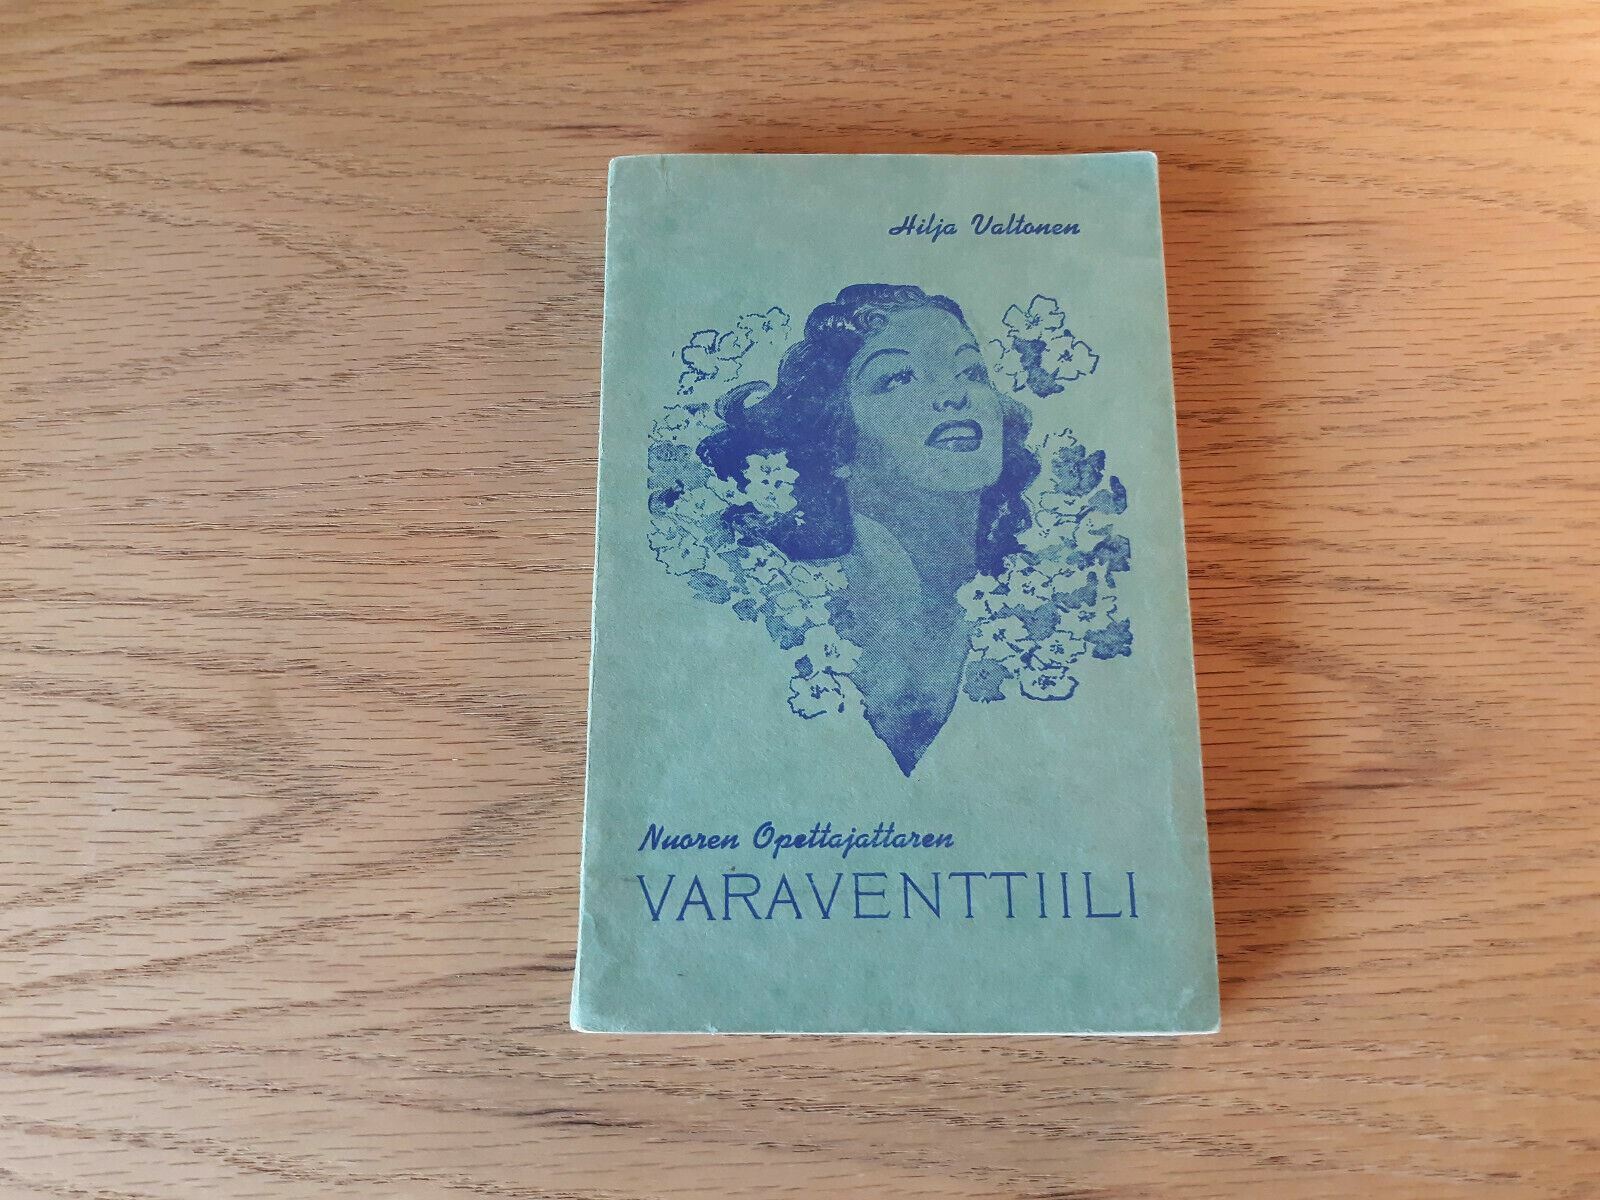 Hilja Valtonen
Nuoren Opettajattaren
VARAVENTTIILI